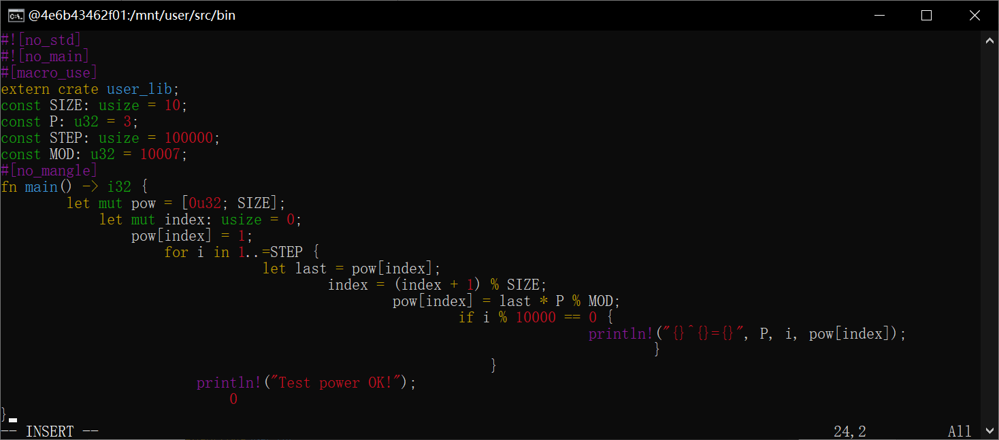 @4e6b43462f01:/mnt/user/src/bin
#![no_std]
#![no_main]
#[macro_use]
extern crate user_lib;
const SIZE: usize = 10;
const P: u32 = 3;
const STEP: usize = 100000;
const MOD: u32 = 10007;
#[no_mangle]
fn main() -> i32 {
        let mut pow = [0u32; SIZE];
            let mut index: usize = 0;
                pow[index] = 1;
                    for i in 1..=STEP {
                                let last = pow[index];
                                        index = (index + 1) % SIZE;
                                                pow[index] = last * P % MOD;
                                                        if i % 10000 == 0 {
                                                                        println!("{}^{}={}", P, i, pow[index]);
                                                                                }
                                                            }
                        println!("Test power OK!");
                            0
}
-- INSERT --                                                                                          24,2          All